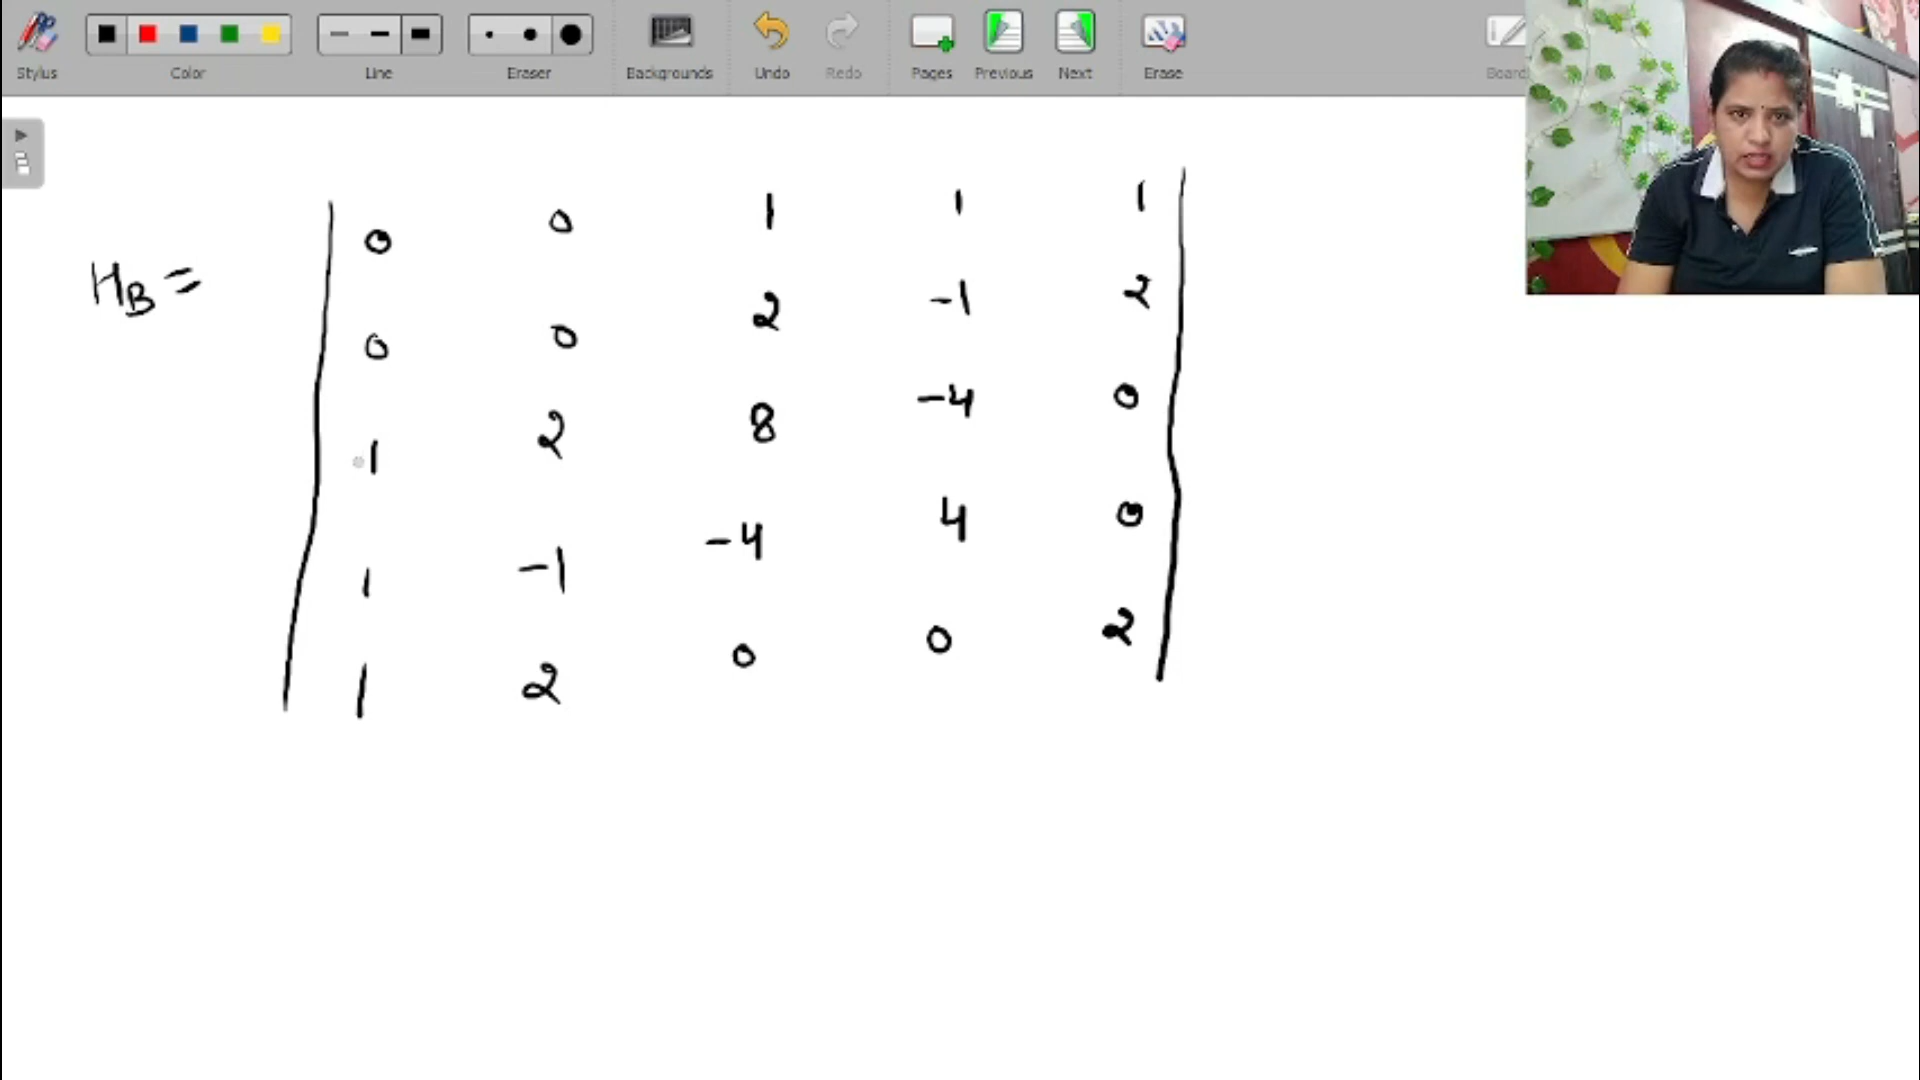 Stylus Color Line Eraser Backgrounds Undo Redo Pages Previous Next Erase Board
0 0 1 1 1
H_B =
0 0 2 -1 2
1 2 8 -4 0
1 -1 -4 4 0
1 2 0 0 2